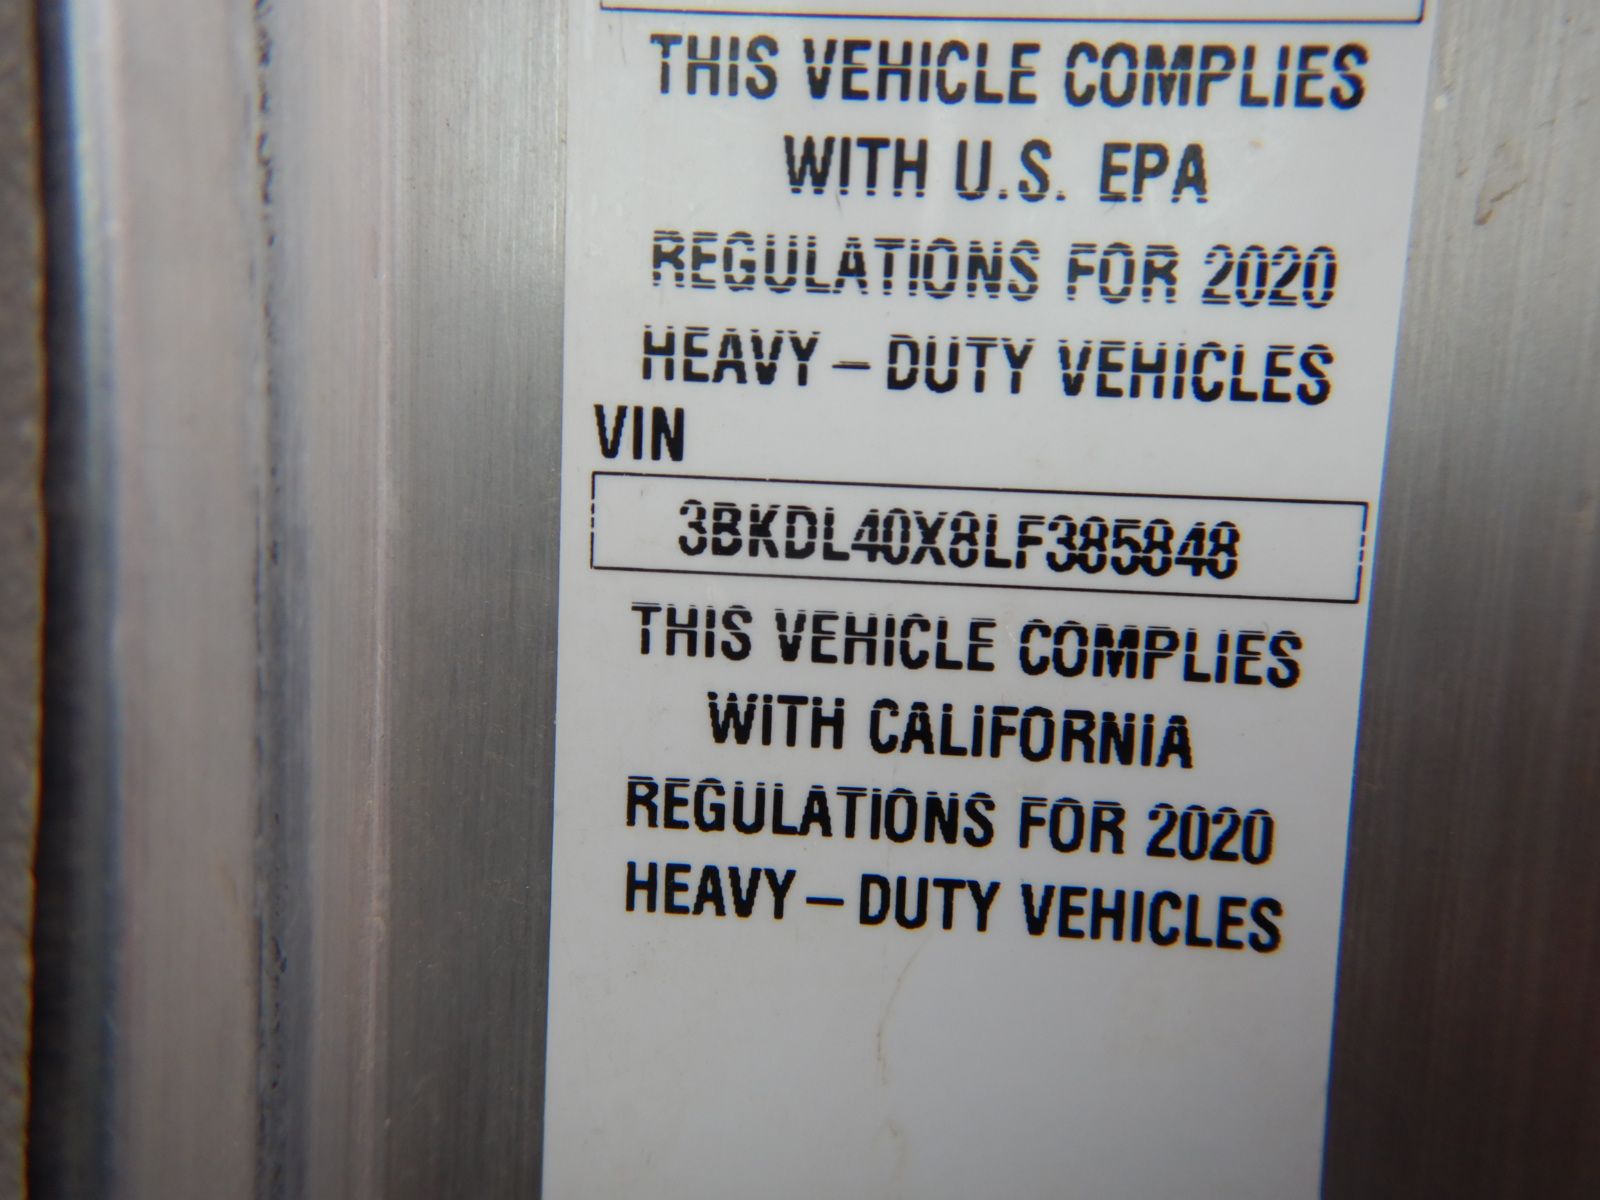 THIS VEHICLE COMPLIES
WITH U.S. EPA
REGULATIONS FOR 2020
HEAVY – DUTY VEHICLES
VIN
3BKDL40X8LF385848
THIS VEHICLE COMPLIES
WITH CALIFORNIA
REGULATIONS FOR 2020
HEAVY – DUTY VEHICLES